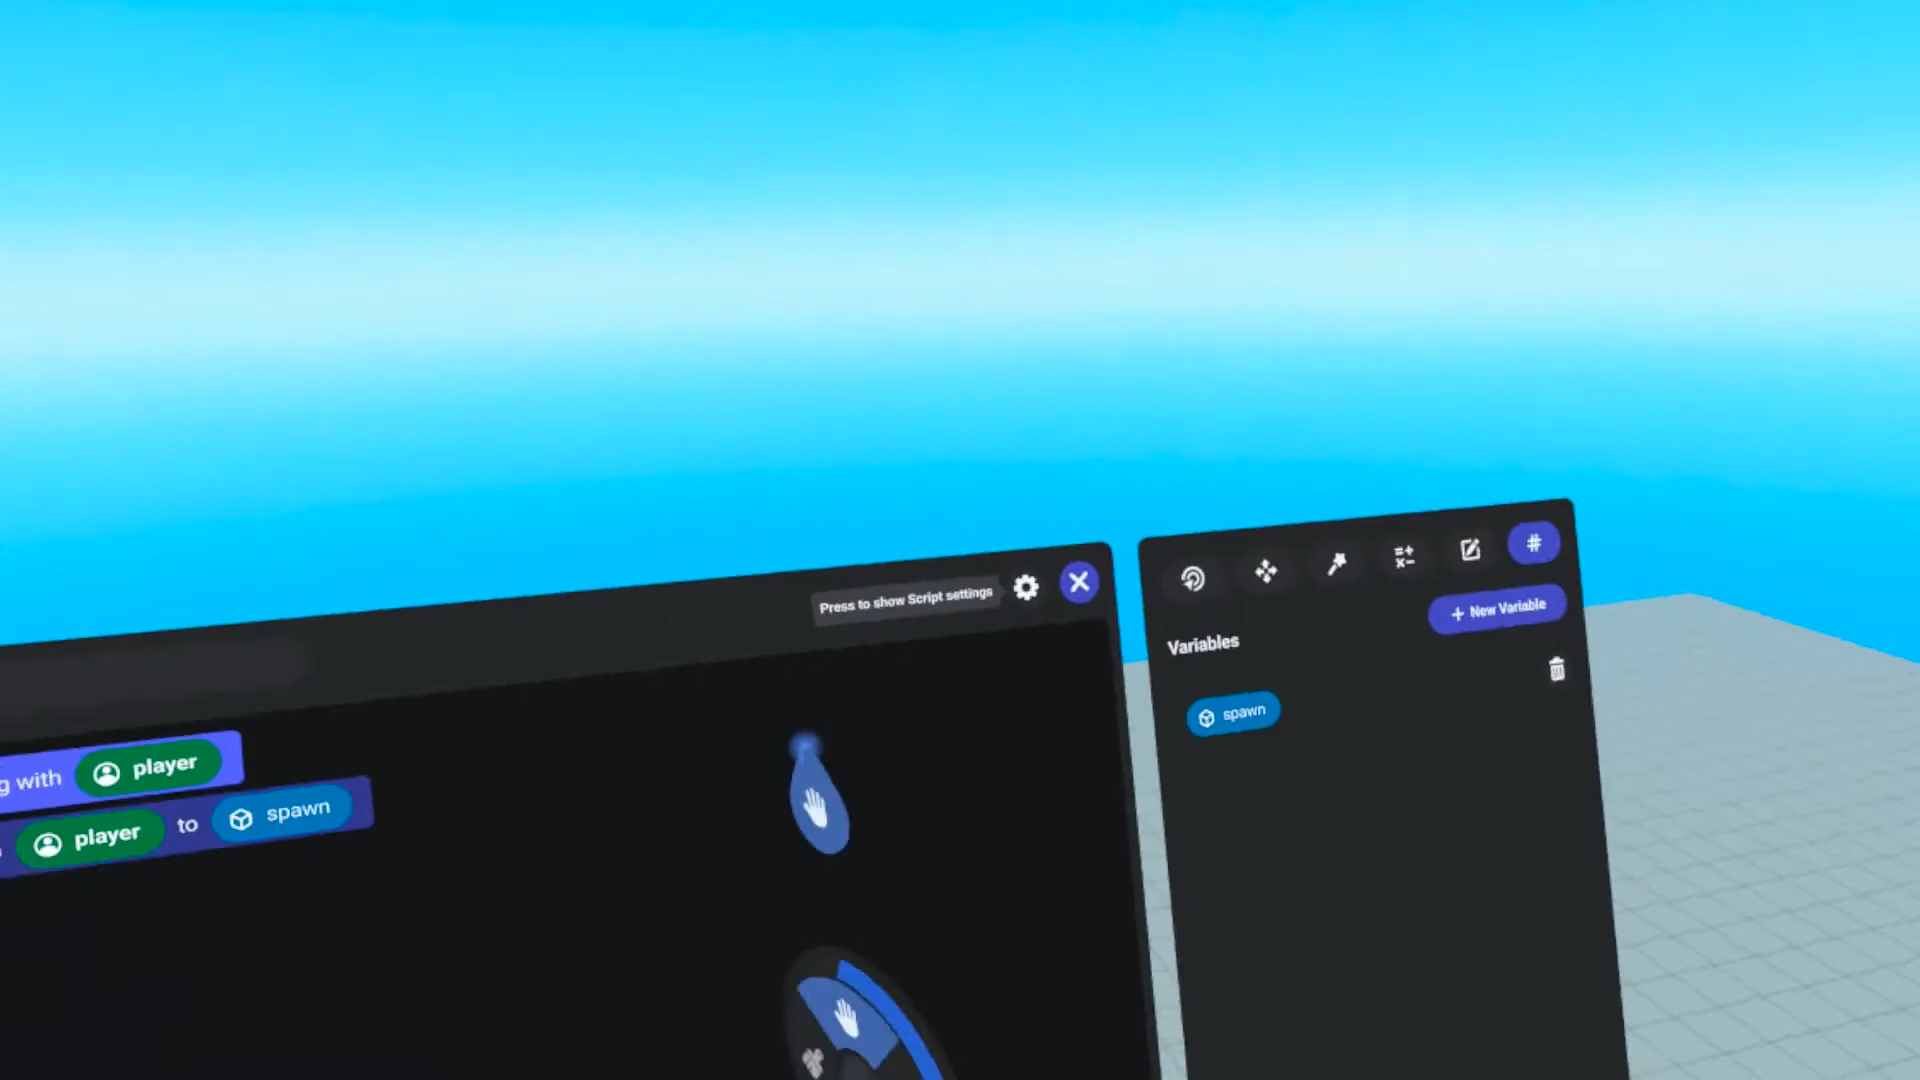 Press to show Script settings
#
+ New Variable
Variables
spawn
with player
player to spawn